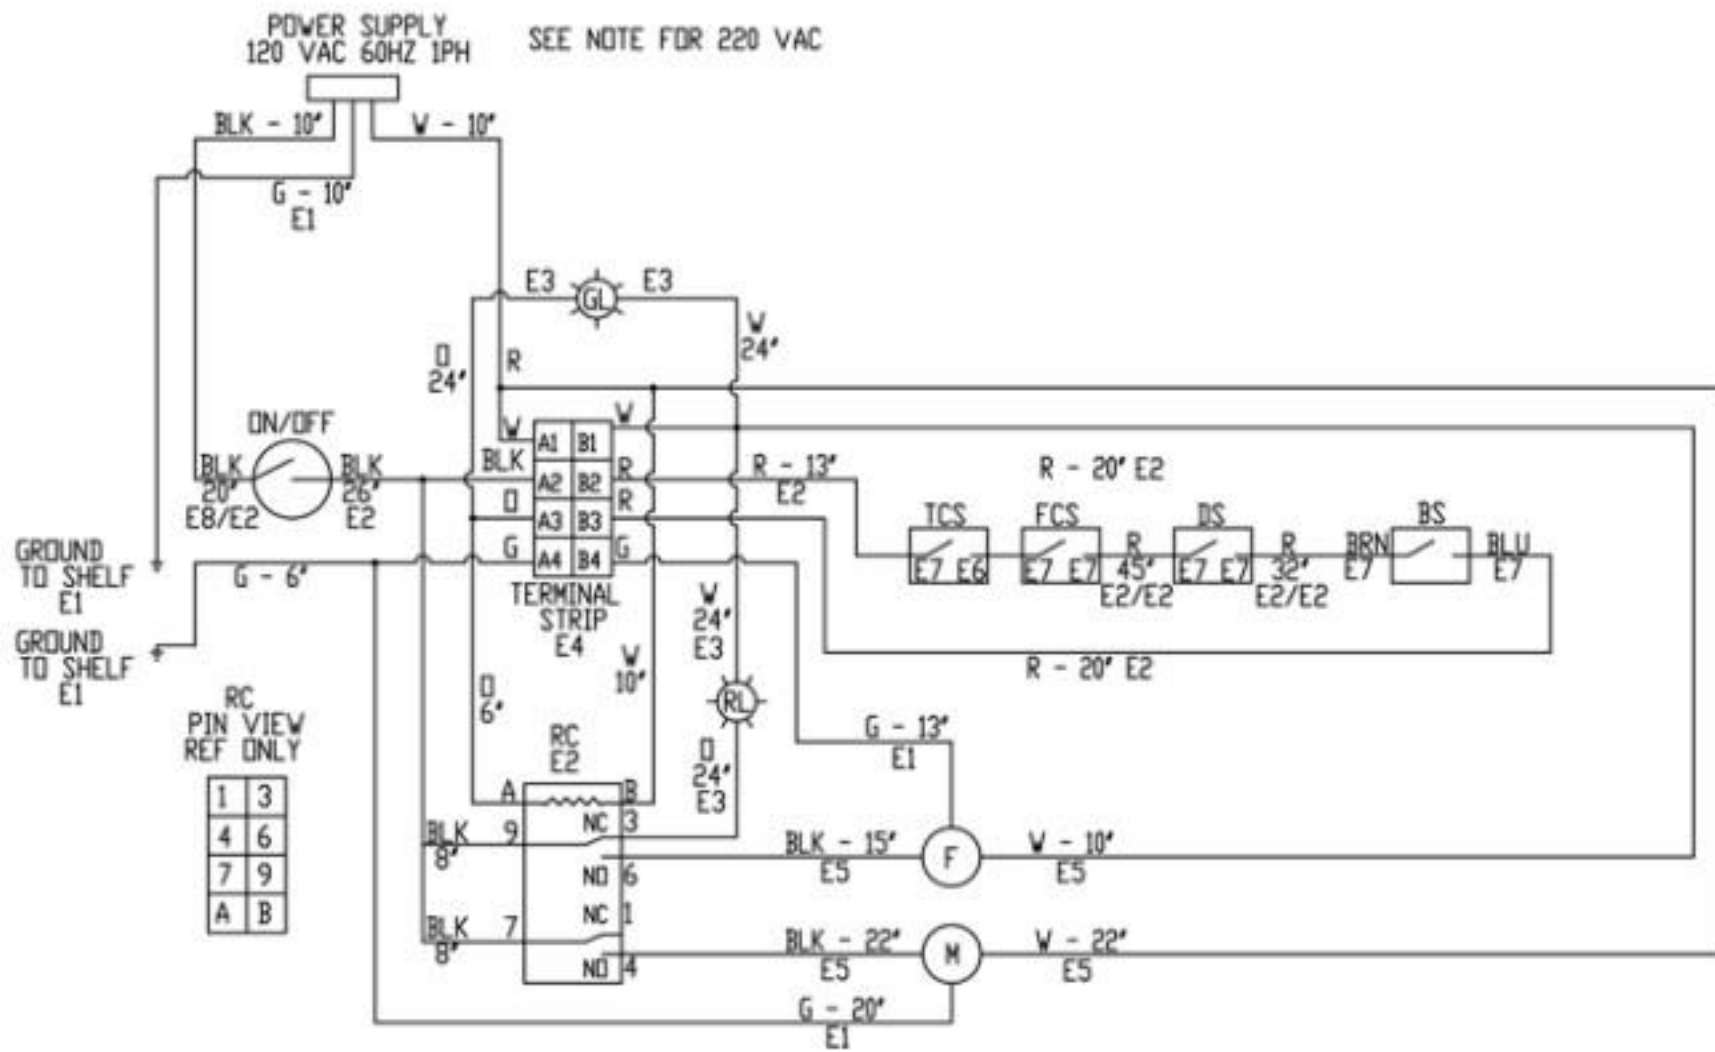 POWER SUPPLY
120 VAC 60HZ 1PH
SEE NOTE FOR 220 VAC
BLK - 10"
W - 10"
G - 10"
E1
E3
GL
E3
O
24"
R
W
24"
ON/OFF
BLK
20"
E8/E2
BLK
26"
E2
W
A1
B1
W
BLK
A2
B2
R
O
A3
B3
R
G
A4
B4
G
TERMINAL
STRIP
E4
R - 13"
E2
R - 20" E2
TCS
E7 E6
FCS
E7 E7
R
45"
E2/E2
DS
E7 E7
R
32"
E2/E2
BRN
E7
BS
BLU
E7
R - 20" E2
GROUND
TO SHELF
E1
G - 6"
GROUND
TO SHELF
E1
W
24"
E3
W
10"
O
6"
RL
O
24"
E3
RC
PIN VIEW
REF ONLY
1 3
4 6
7 9
A B
RC
E2
A
B
BLK
8"
9
NC 3
NO 6
BLK
8"
7
NC 1
NO 4
G - 13"
E1
BLK - 15"
E5
F
W - 10"
E5
BLK - 22"
E5
M
W - 22"
E5
G - 20"
E1